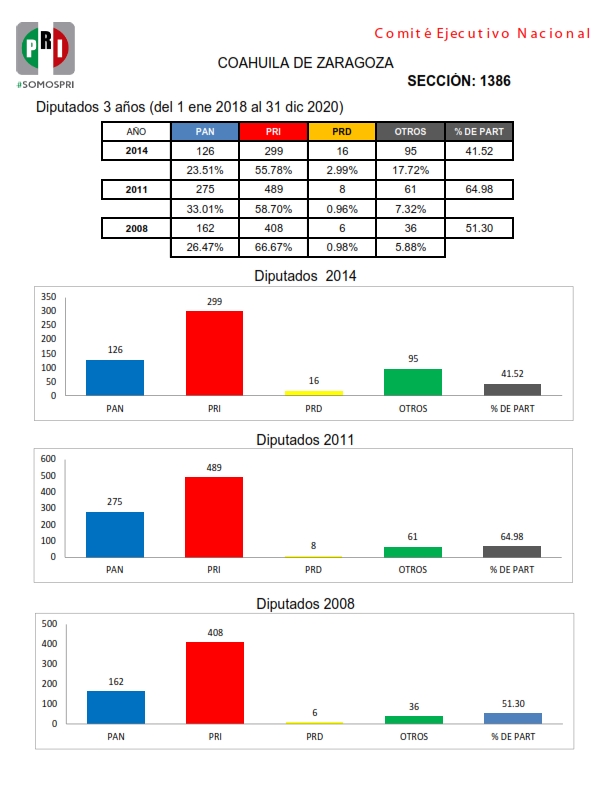 Comité Ejecutivo Nacional
PRI
#SOMOSPRI
COAHUILA DE ZARAGOZA
SECCIÓN: 1386
Diputados 3 años (del 1 ene 2018 al 31 dic 2020)
AÑO PAN PRI PRD OTROS % DE PART
2014 126 299 16 95 41.52
23.51% 55.78% 2.99% 17.72%
2011 275 489 8 61 64.98
33.01% 58.70% 0.96% 7.32%
2008 162 408 6 36 51.30
26.47% 66.67% 0.98% 5.88%
Diputados 2014
350
300
250
200
150
100
50
0
126 299 16 95 41.52
PAN PRI PRD OTROS % DE PART
Diputados 2011
600
500
400
300
200
100
0
275 489 8 61 64.98
PAN PRI PRD OTROS % DE PART
Diputados 2008
500
400
300
200
100
0
162 408 6 36 51.30
PAN PRI PRD OTROS % DE PART